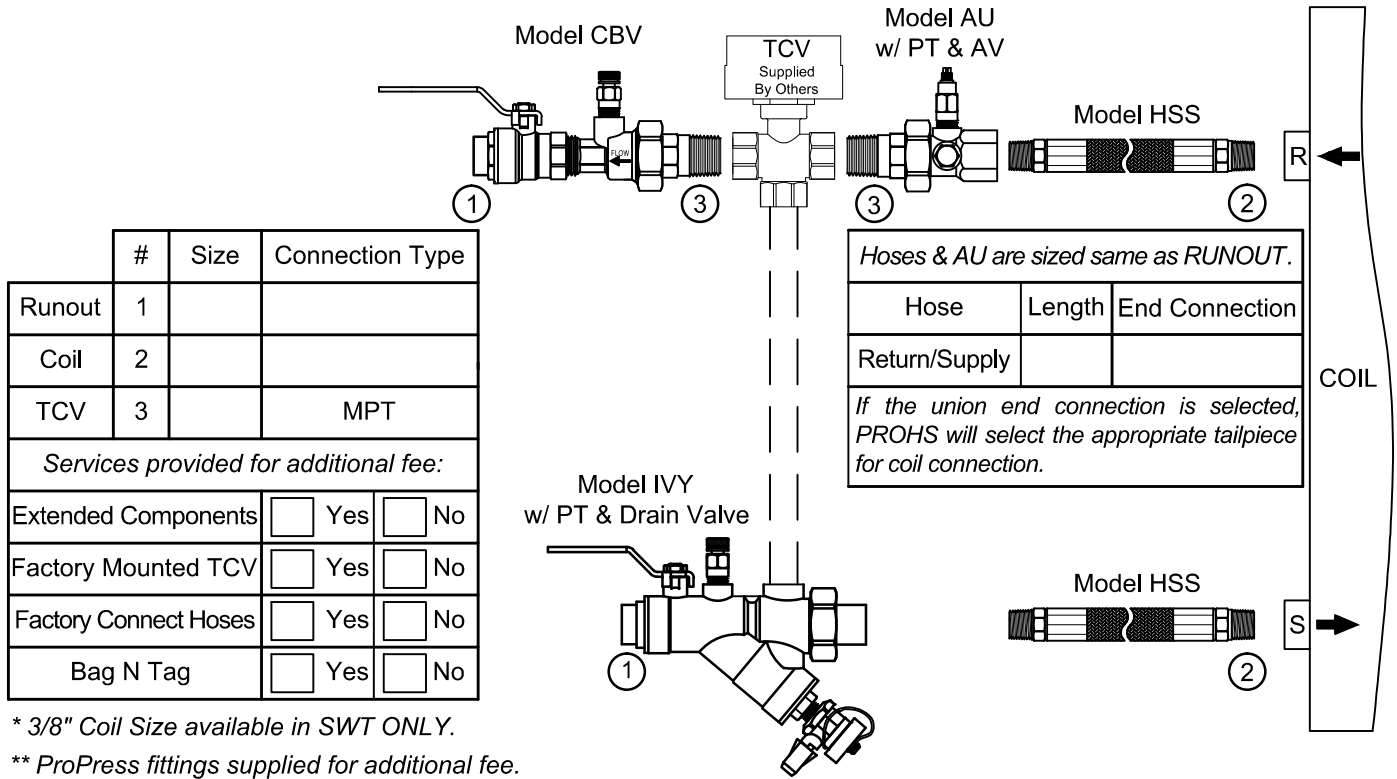 Model CBV
TCV
Supplied
By Others
Model AU
w/ PT & AV
Model HSS
FLOW
R
1
3
3
2
# Size Connection Type
Runout 1
Coil 2
TCV 3 MPT
Services provided for additional fee:
Extended Components Yes No
Factory Mounted TCV Yes No
Factory Connect Hoses Yes No
Bag N Tag Yes No
* 3/8" Coil Size available in SWT ONLY.
** ProPress fittings supplied for additional fee.
Hoses & AU are sized same as RUNOUT.
Hose Length End Connection
Return/Supply
If the union end connection is selected,
PROHS will select the appropriate tailpiece
for coil connection.
COIL
Model IVY
w/ PT & Drain Valve
1
Model HSS
S
2